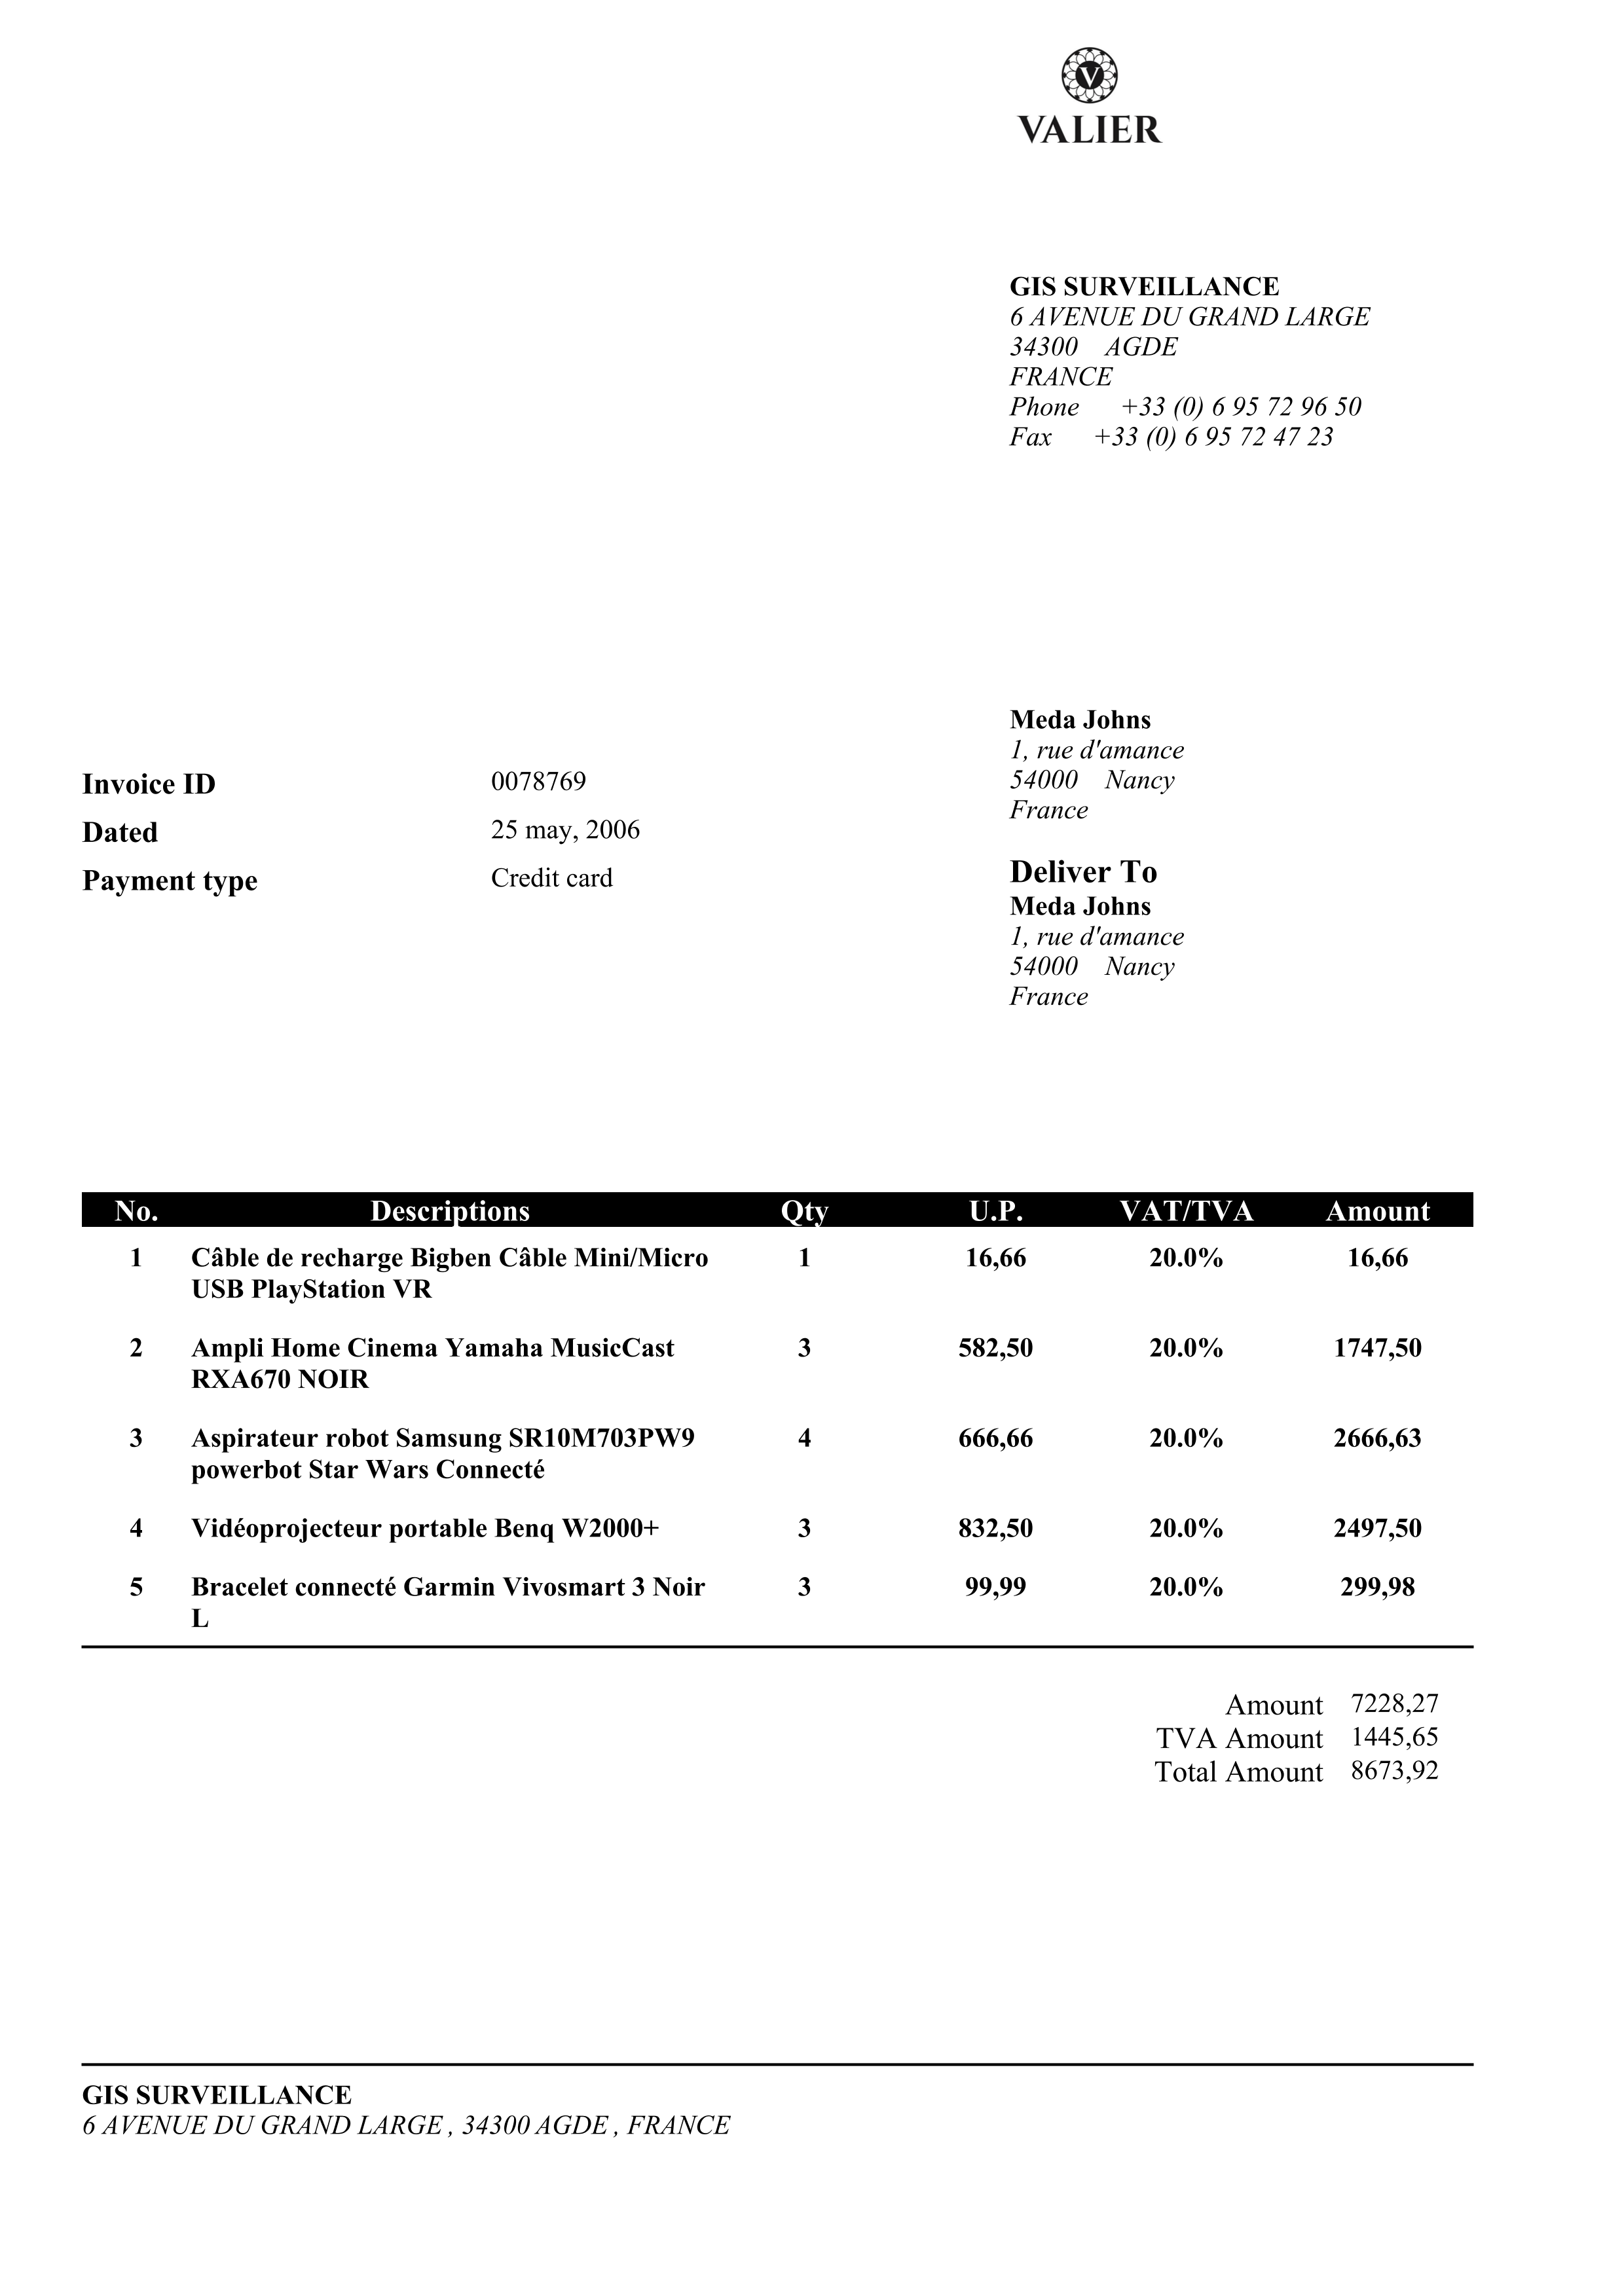 V
VALIER
GIS SURVEILLANCE
6 AVENUE DU GRAND LARGE
34300 AGDE
FRANCE
Phone +33 (0) 6 95 72 96 50
Fax +33 (0) 6 95 72 47 23
Meda Johns
1, rue d'amance
54000 Nancy
France
Invoice ID 0078769
Dated 25 may, 2006
Payment type Credit card
Deliver To
Meda Johns
1, rue d'amance
54000 Nancy
France
No. Descriptions Qty U.P. VAT/TVA Amount
1 Câble de recharge Bigben Câble Mini/Micro 1 16,66 20.0% 16,66
USB PlayStation VR
2 Ampli Home Cinema Yamaha MusicCast 3 582,50 20.0% 1747,50
RXA670 NOIR
3 Aspirateur robot Samsung SR10M703PW9 4 666,66 20.0% 2666,63
powerbot Star Wars Connecté
4 Vidéoprojecteur portable Benq W2000+ 3 832,50 20.0% 2497,50
5 Bracelet connecté Garmin Vivosmart 3 Noir 3 99,99 20.0% 299,98
L
Amount 7228,27
TVA Amount 1445,65
Total Amount 8673,92
GIS SURVEILLANCE
6 AVENUE DU GRAND LARGE , 34300 AGDE , FRANCE